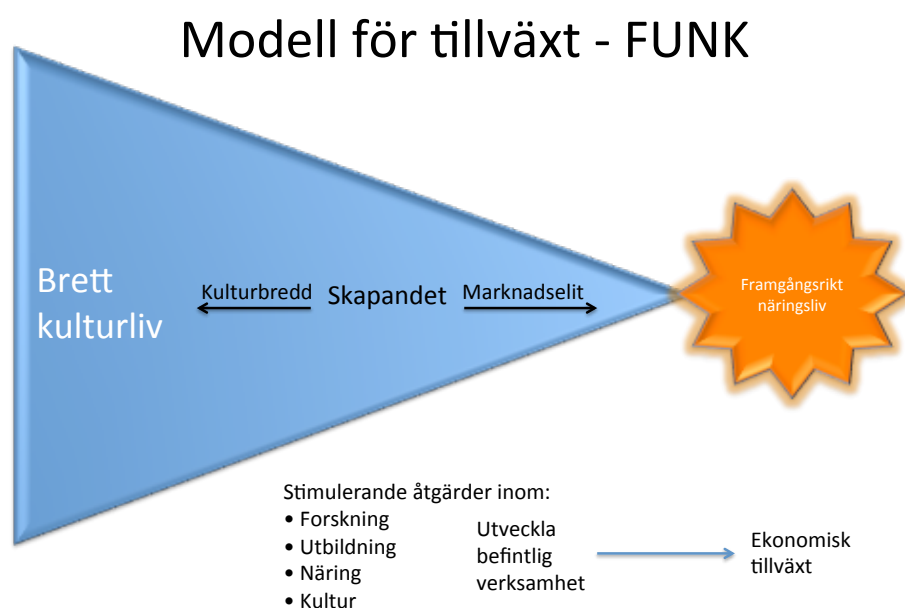 Modell för tillväxt - FUNK
Brett
kulturliv
Kulturbredd
Skapandet
Marknadselit
Framgångsrikt
näringsliv
Stimulerande åtgärder inom:
• Forskning
• Utbildning
• Näring
• Kultur
Utveckla
befintlig
verksamhet
Ekonomisk
tillväxt